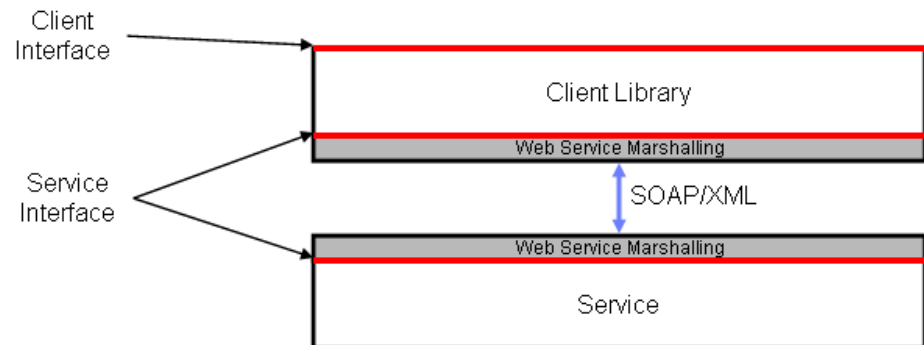 Client
Interface
Client Library
Web Service Marshalling
Service
Interface
SOAP/XML
Web Service Marshalling
Service